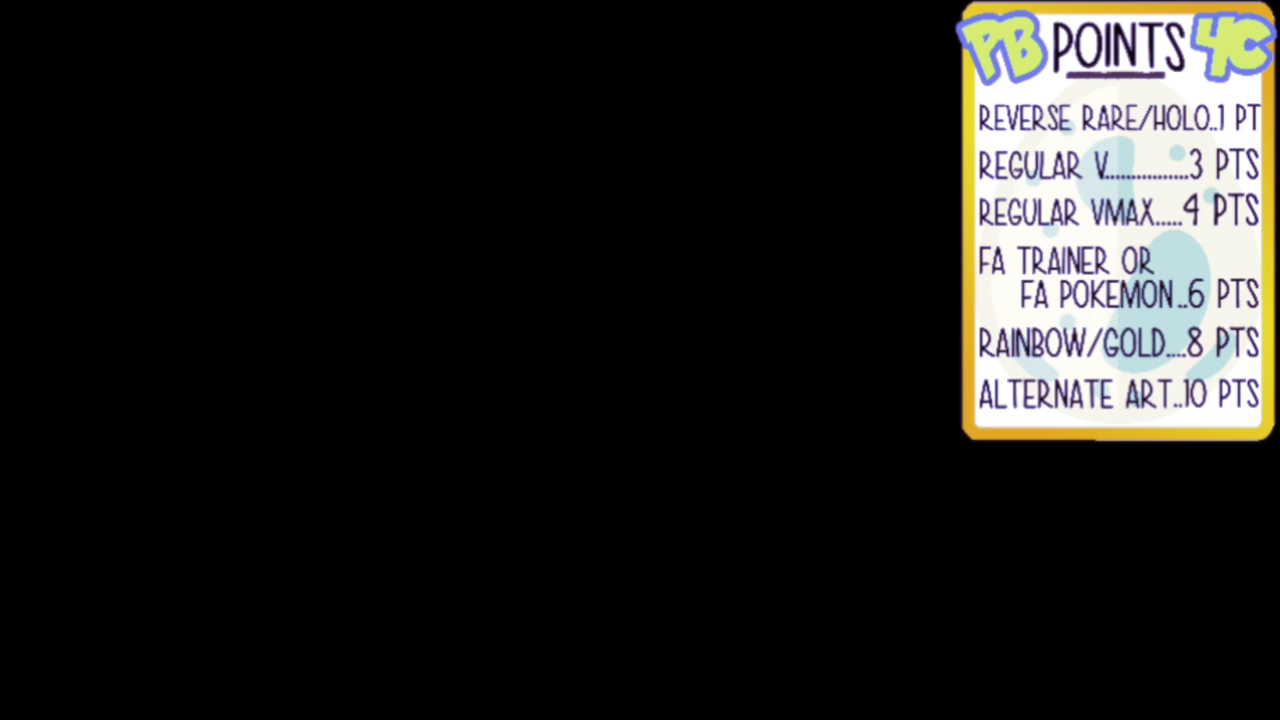 PB POINTS 4C
REVERSE RARE/HOLO..1 PT
REGULAR V................3 PTS
REGULAR VMAX.....4 PTS
FA TRAINER OR
FA POKEMON..6 PTS
RAINBOW/GOLD....8 PTS
ALTERNATE ART..10 PTS